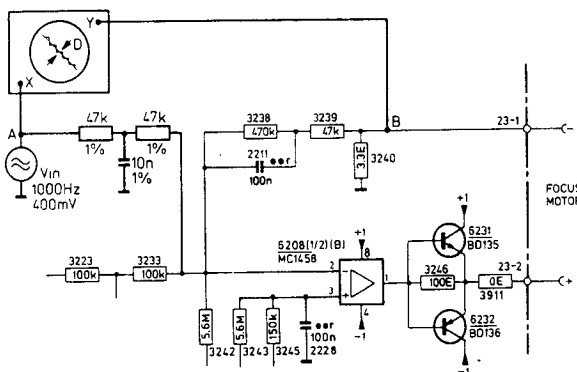 Y
D
X
A
47k
1%
47k
1%
10n
1%
Vin
1000Hz
400mV
3238
470k
3239
47k
B
23-1
(-
2211
100n
3,3E
3240
FOCUS
MOTOR
3223
100k
3233
100k
6208(1/2)(B)
MC1458
+1
8
2
-
3
+
1
4
-1
+1
6231
BD135
3246
100E
23-2
0E
3911
(+
6232
BD136
-1
5.6M
3242
5.6M
3243
150k
3245
100n
2228